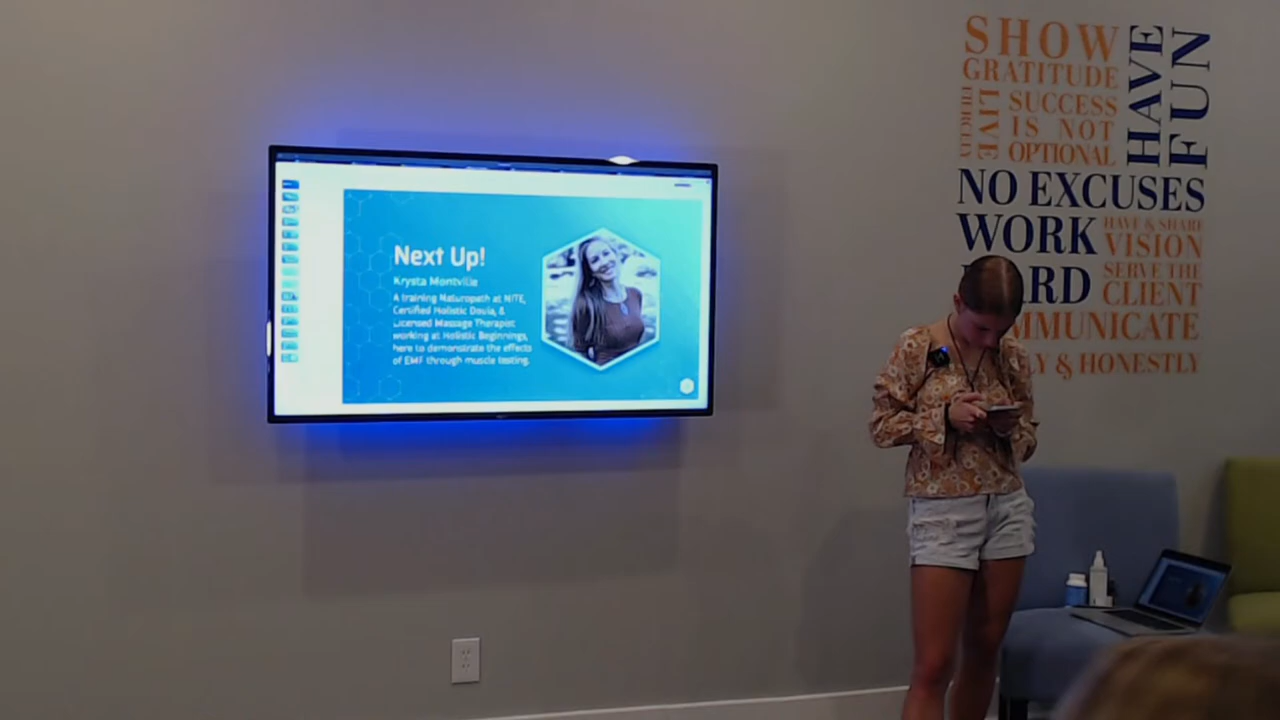 Next Up!
Krysta Montville
A training Naturopath at NITE,
Certified Holistic Doula, &
Licensed Massage Therapist
working at Holistic Beginnings,
here to demonstrate the effects
of EMF through muscle testing.
SHOW
GRATITUDE
LIVE
FIERCELY
SUCCESS
IS NOT
OPTIONAL
HAVE
FUN
NO EXCUSES
WORK
HAVE & SHARE
VISION
ARD
SERVE THE
CLIENT
MMUNICATE
LY & HONESTLY